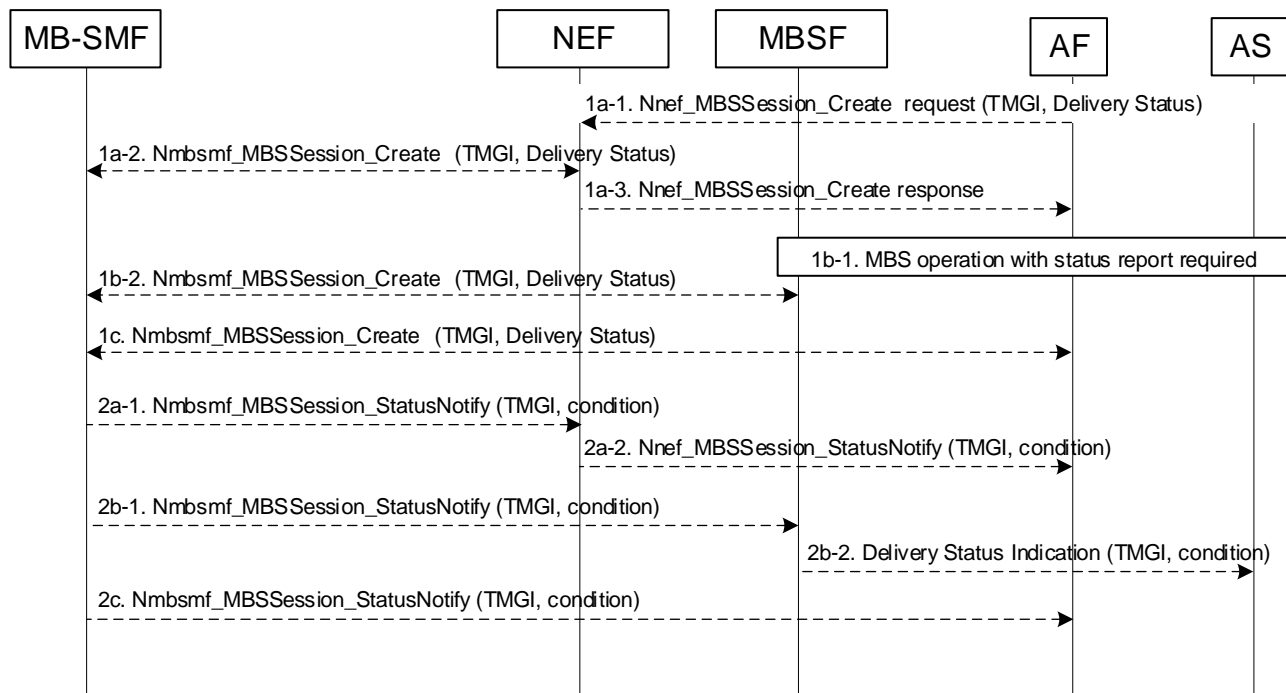 MB-SMF
NEF
MBSF
AF
AS
1a-1. Nnef_MBSSession_Create request (TMGI, Delivery Status)
1a-2. Nmbsmf_MBSSession_Create (TMGI, Delivery Status)
1a-3. Nnef_MBSSession_Create response
1b-1. MBS operation with status report required
1b-2. Nmbsmf_MBSSession_Create (TMGI, Delivery Status)
1c. Nmbsmf_MBSSession_Create (TMGI, Delivery Status)
2a-1. Nmbsmf_MBSSession_StatusNotify (TMGI, condition)
2a-2. Nnef_MBSSession_StatusNotify (TMGI, condition)
2b-1. Nmbsmf_MBSSession_StatusNotify (TMGI, condition)
2b-2. Delivery Status Indication (TMGI, condition)
2c. Nmbsmf_MBSSession_StatusNotify (TMGI, condition)